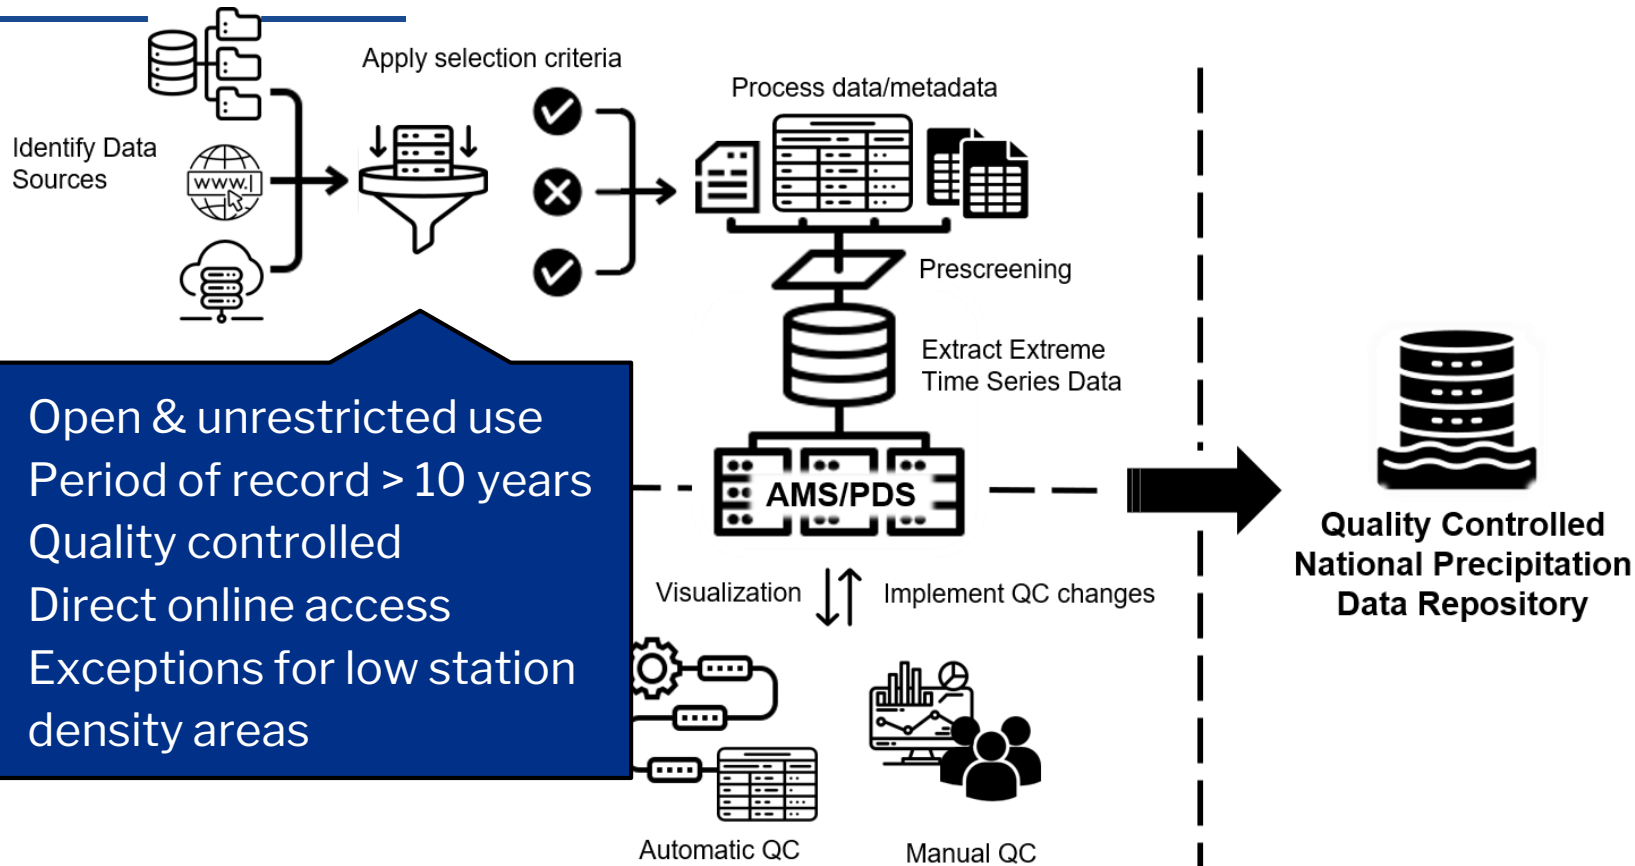 Apply selection criteria
Identify Data
Sources
www.
Process data/metadata
Prescreening
Extract Extreme
Time Series Data
Open & unrestricted use
Period of record > 10 years
Quality controlled
Direct online access
Exceptions for low station
density areas
AMS/PDS
Visualization
Implement QC changes
Automatic QC
Manual QC
Quality Controlled
National Precipitation
Data Repository